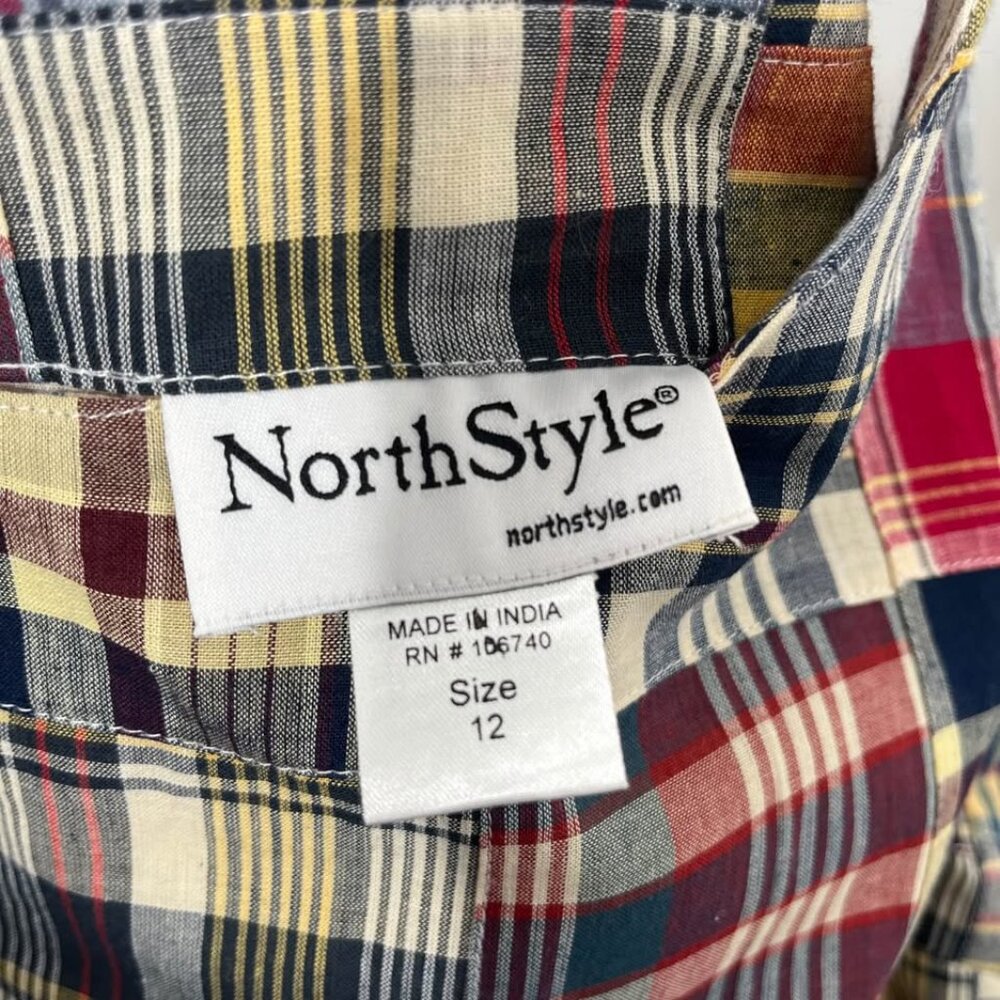 NorthStyle®
northstyle.com
MADE IN INDIA
RN # 106740
Size
12